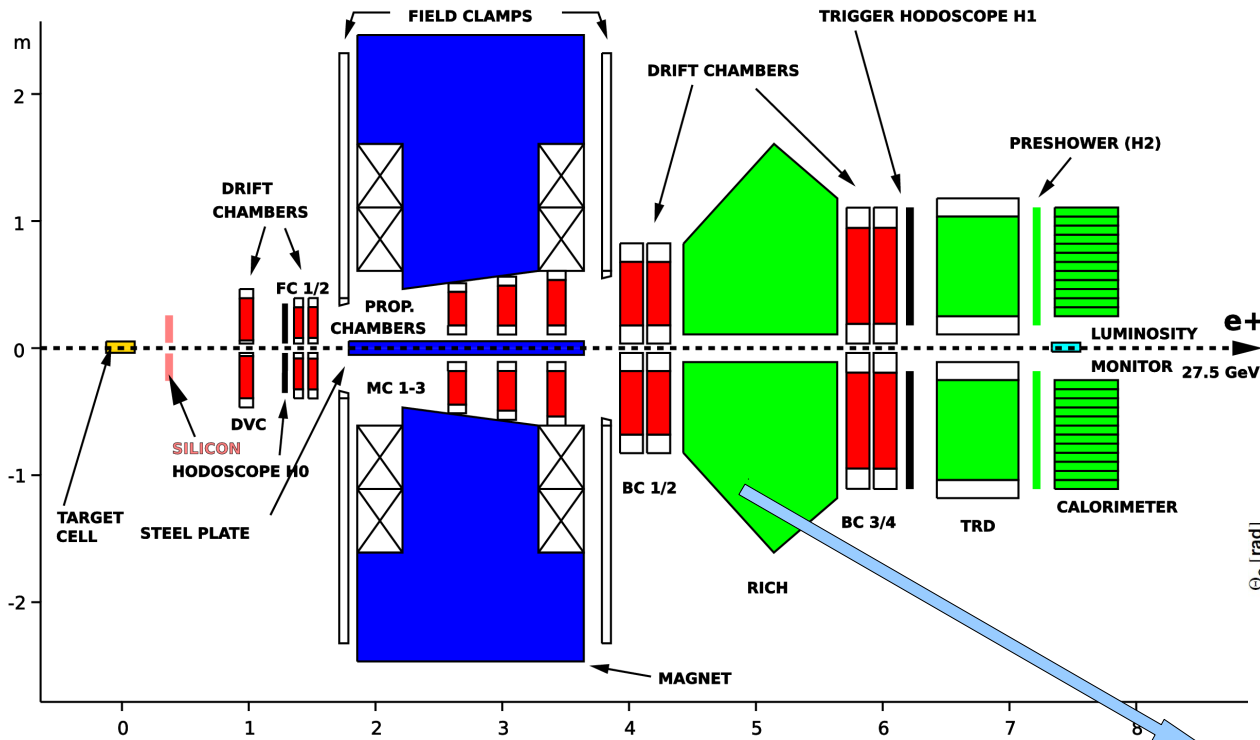 FIELD CLAMPS
TRIGGER HODOSCOPE H1
m
DRIFT CHAMBERS
2
PRESHOWER (H2)
DRIFT
CHAMBERS
1
FC 1/2
PROP.
CHAMBERS
e+
LUMINOSITY
0
MONITOR
27.5 GeV
MC 1-3
DVC
SILICON
HODOSCOPE H0
-1
BC 1/2
CALORIMETER
TARGET
CELL
STEEL PLATE
BC 3/4
TRD
Θc [rad]
RICH
-2
MAGNET
0 1 2 3 4 5 6 7 8